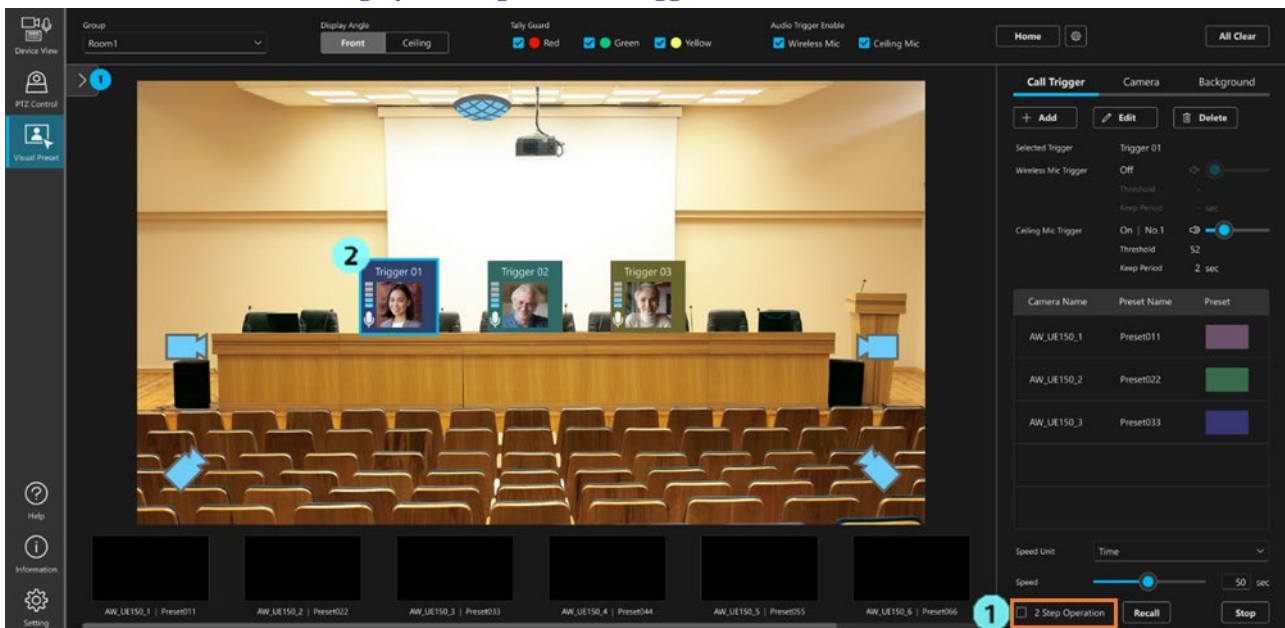 Group
Room1
Display Angle
Front
Ceiling
Tally Guard
Red
Green
Yellow
Audio Trigger Enable
Wireless Mic
Ceiling Mic
Home
All Clear
Device View
PTZ Control
Visual Preset
Help
Information
Setting
1
2
Trigger 01
Trigger 02
Trigger 03
AW_UE150_1 | Preset011
AW_UE150_2 | Preset022
AW_UE150_3 | Preset033
AW_UE150_4 | Preset044
AW_UE150_5 | Preset055
AW_UE150_6 | Preset066
Call Trigger
Camera
Background
+ Add
Edit
Delete
Selected Trigger Trigger 01
Wireless Mic Trigger Off
Threshold -
Keep Period - sec
Ceiling Mic Trigger On | No.1
Threshold 52
Keep Period 2 sec
Camera Name Preset Name Preset
AW_UE150_1 Preset011
AW_UE150_2 Preset022
AW_UE150_3 Preset033
Speed Unit Time
Speed 50 sec
1
2 Step Operation
Recall
Stop